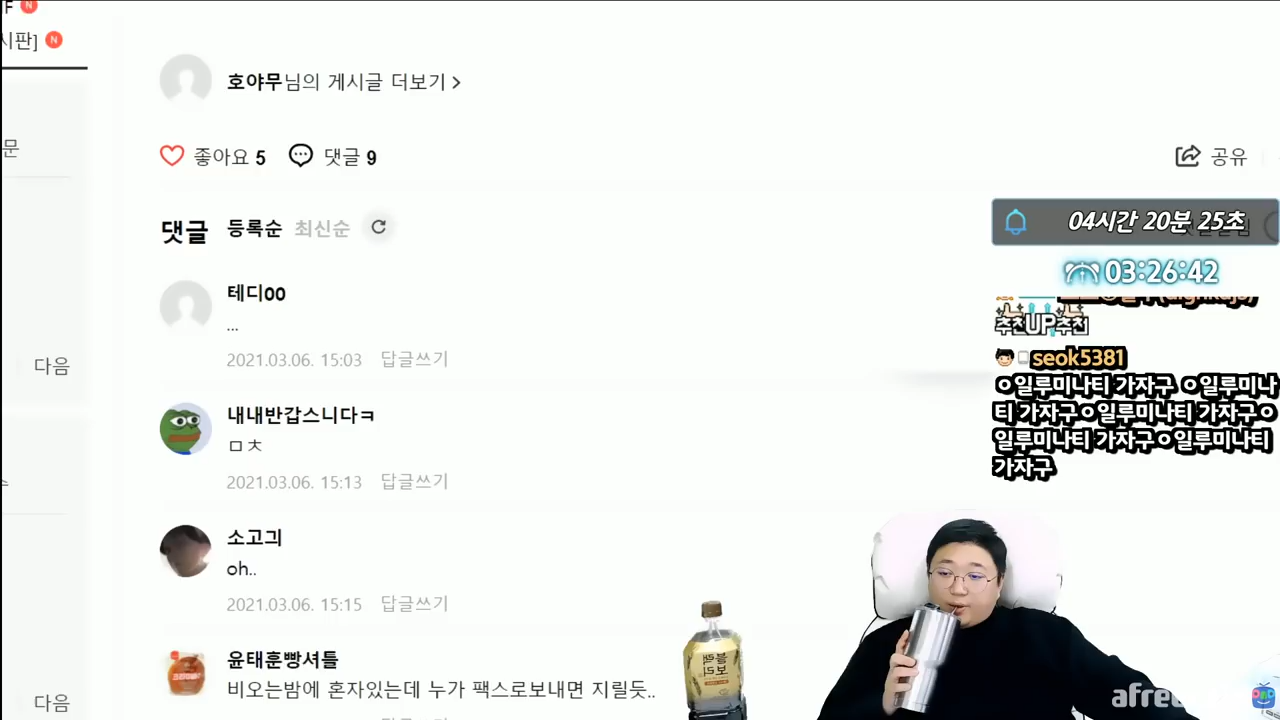 F N
시판] N
호야무님의 게시글 더보기 >
문
좋아요 5 댓글 9
공유
댓글 등록순 최신순
04시간 20분 25초
03:26:42
테디00
...
2021.03.06. 15:03 답글쓰기
추천UP추천
seok5381
ㅇ일루미나티 가자구 ㅇ일루미나
티 가자구ㅇ일루미나티 가자구ㅇ
일루미나티 가자구ㅇ일루미나티
가자구
다음
내내반갑스니다ㅋ
ㅁㅊ
2021.03.06. 15:13 답글쓰기
소고긔
oh..
2021.03.06. 15:15 답글쓰기
윤태훈빵셔틀
비오는밤에 혼자있는데 누가 팩스로보내면 지릴듯..
블랙
보리
다음